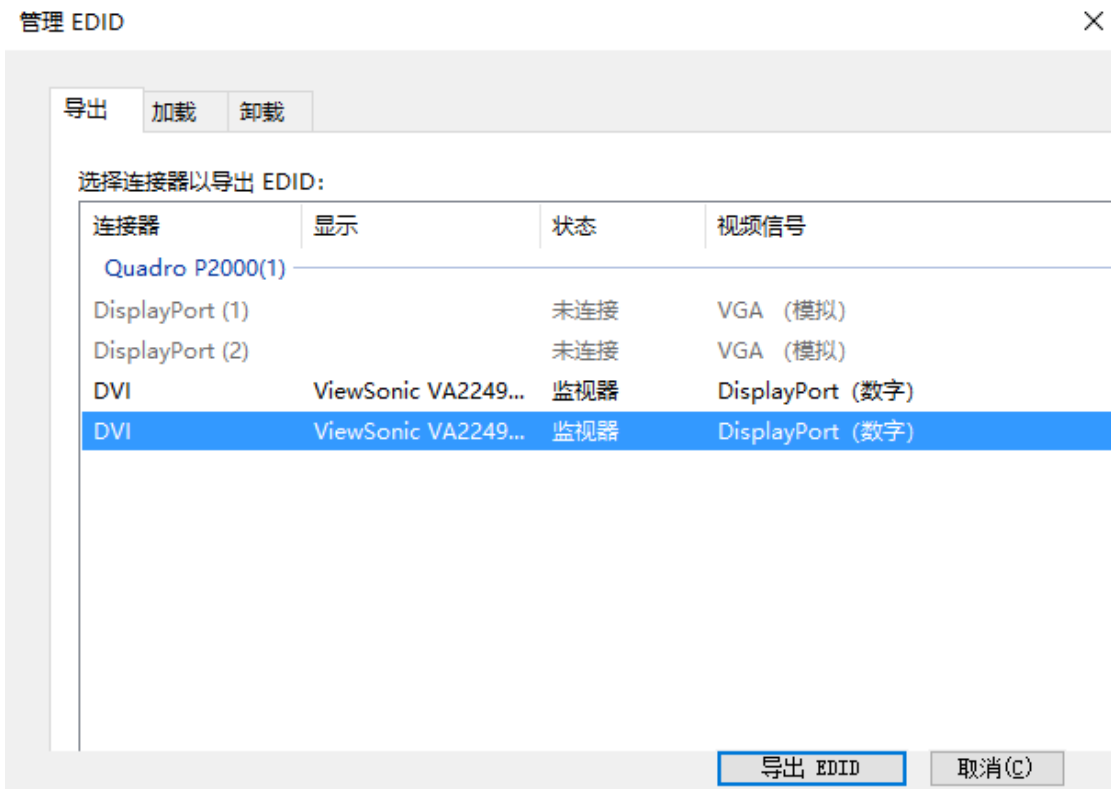 管理 EDID
导出 加载 卸载
选择连接器以导出 EDID:
连接器 显示 状态 视频信号
Quadro P2000(1)
DisplayPort (1) 未连接 VGA (模拟)
DisplayPort (2) 未连接 VGA (模拟)
DVI ViewSonic VA2249... 监视器 DisplayPort (数字)
DVI ViewSonic VA2249... 监视器 DisplayPort (数字)
导出 EDID 取消(C)